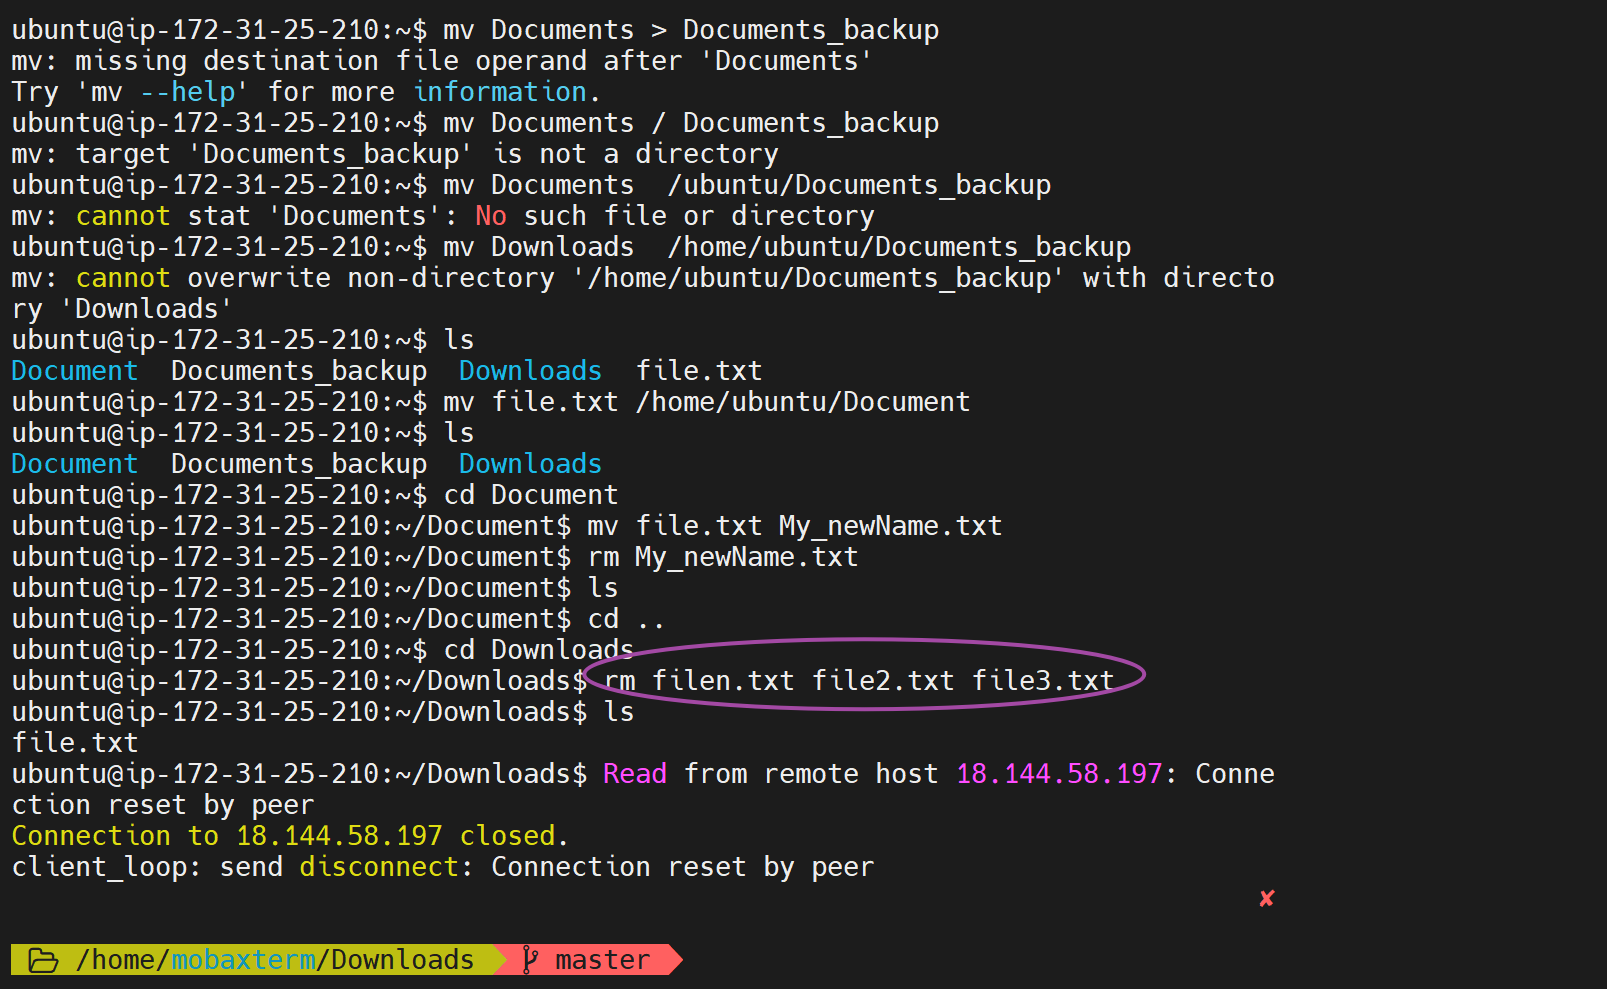 ubuntu@ip-172-31-25-210:~$ mv Documents > Documents_backup
mv: missing destination file operand after 'Documents'
Try 'mv --help' for more information.
ubuntu@ip-172-31-25-210:~$ mv Documents / Documents_backup
mv: target 'Documents_backup' is not a directory
ubuntu@ip-172-31-25-210:~$ mv Documents  /ubuntu/Documents_backup
mv: cannot stat 'Documents': No such file or directory
ubuntu@ip-172-31-25-210:~$ mv Downloads  /home/ubuntu/Documents_backup
mv: cannot overwrite non-directory '/home/ubuntu/Documents_backup' with directo
ry 'Downloads'
ubuntu@ip-172-31-25-210:~$ ls
Document  Documents_backup  Downloads  file.txt
ubuntu@ip-172-31-25-210:~$ mv file.txt /home/ubuntu/Document
ubuntu@ip-172-31-25-210:~$ ls
Document  Documents_backup  Downloads
ubuntu@ip-172-31-25-210:~$ cd Document
ubuntu@ip-172-31-25-210:~/Document$ mv file.txt My_newName.txt
ubuntu@ip-172-31-25-210:~/Document$ rm My_newName.txt
ubuntu@ip-172-31-25-210:~/Document$ ls
ubuntu@ip-172-31-25-210:~/Document$ cd ..
ubuntu@ip-172-31-25-210:~$ cd Downloads
ubuntu@ip-172-31-25-210:~/Downloads$ rm filen.txt file2.txt file3.txt
ubuntu@ip-172-31-25-210:~/Downloads$ ls
file.txt
ubuntu@ip-172-31-25-210:~/Downloads$ Read from remote host 18.144.58.197: Conne
ction reset by peer
Connection to 18.144.58.197 closed.
client_loop: send disconnect: Connection reset by peer
✘
/home/mobaxterm/Downloads master